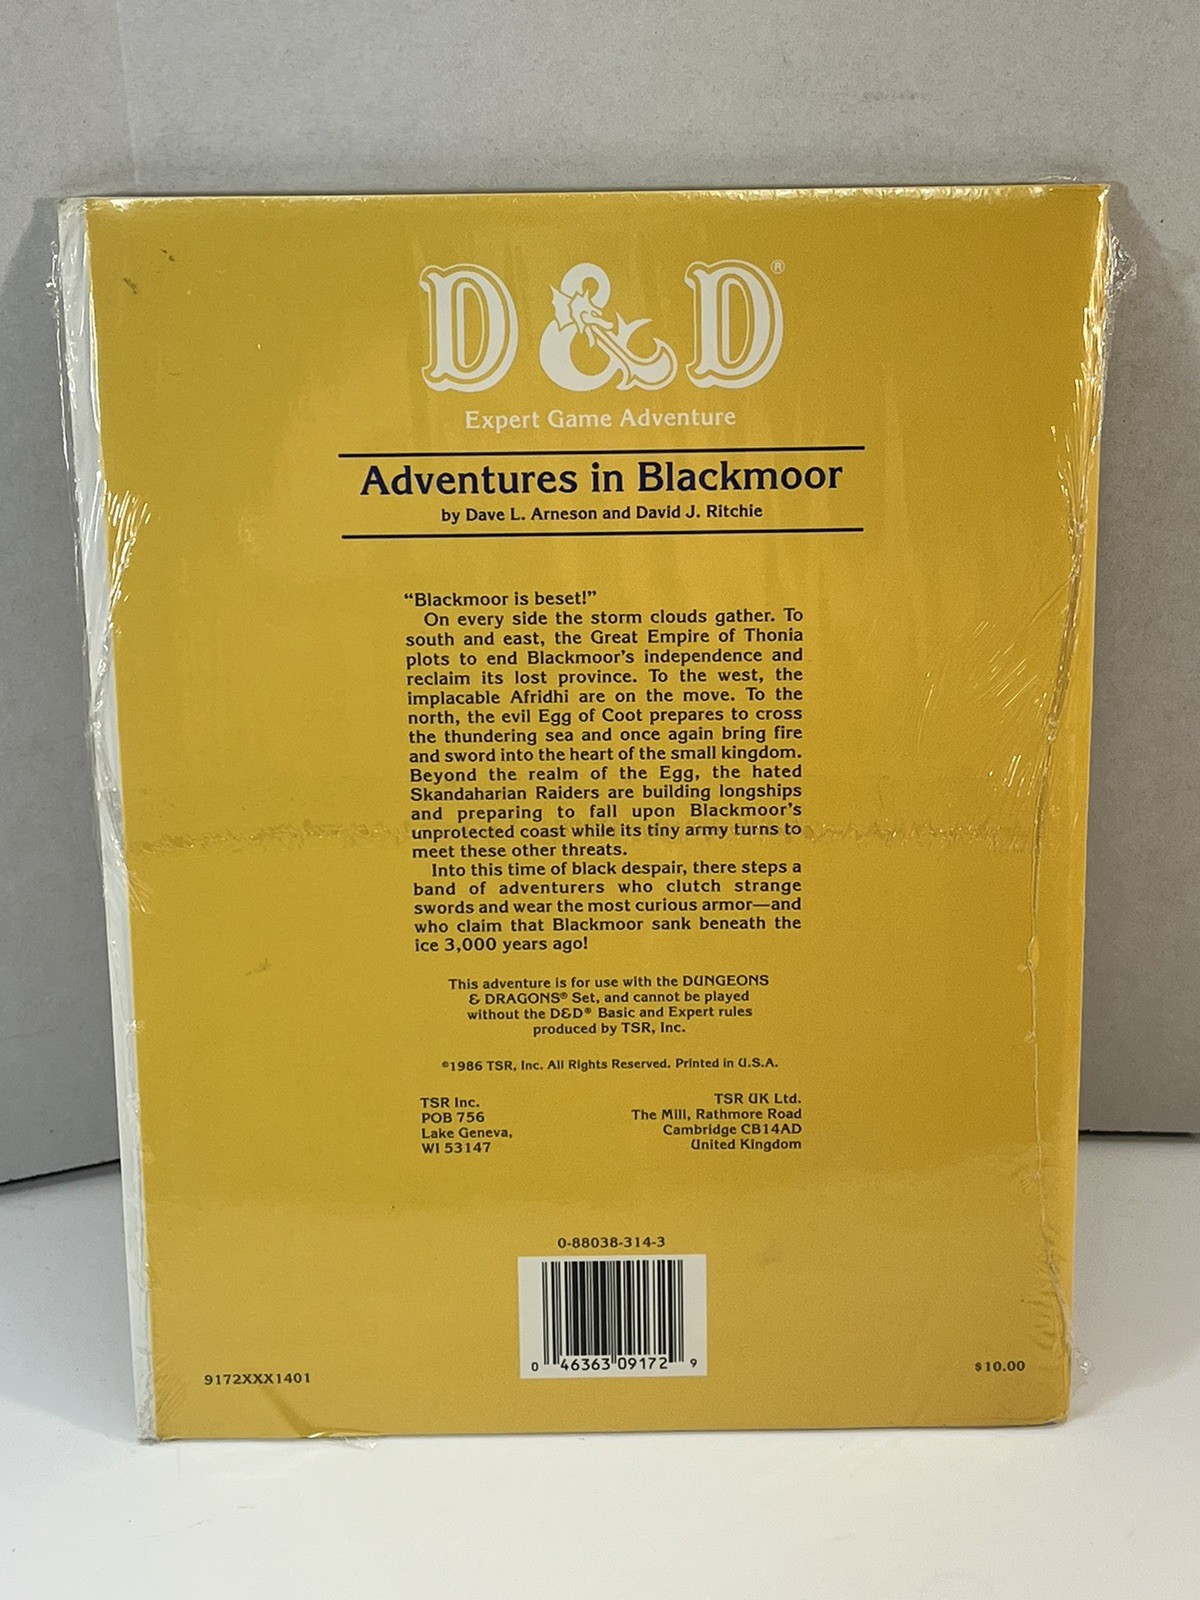 D&D®
Expert Game Adventure
Adventures in Blackmoor
by Dave L. Arneson and David J. Ritchie
“Blackmoor is beset!”
On every side the storm clouds gather. To
south and east, the Great Empire of Thonia
plots to end Blackmoor's independence and
reclaim its lost province. To the west, the
implacable Afridhi are on the move. To the
north, the evil Egg of Coot prepares to cross
the thundering sea and once again bring fire
and sword into the heart of the small kingdom.
Beyond the realm of the Egg, the hated
Skandaharian Raiders are building longships
and preparing to fall upon Blackmoor's
unprotected coast while its tiny army turns to
meet these other threats.
Into this time of black despair, there steps a
band of adventurers who clutch strange
swords and wear the most curious armor—and
who claim that Blackmoor sank beneath the
ice 3,000 years ago!
This adventure is for use with the DUNGEONS
& DRAGONS® Set, and cannot be played
without the D&D® Basic and Expert rules
produced by TSR, Inc.
©1986 TSR, Inc. All Rights Reserved. Printed in U.S.A.
TSR Inc.
POB 756
Lake Geneva,
WI 53147
TSR UK Ltd.
The Mill, Rathmore Road
Cambridge CB14AD
United Kingdom
0-88038-314-3
0 46363 09172 9
9172XXX1401
$10.00